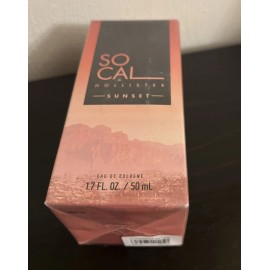 SO
CAL
HOLLISTER
SUNSET
EAU DE COLOGNE
1.7 FL. OZ. / 50 mL